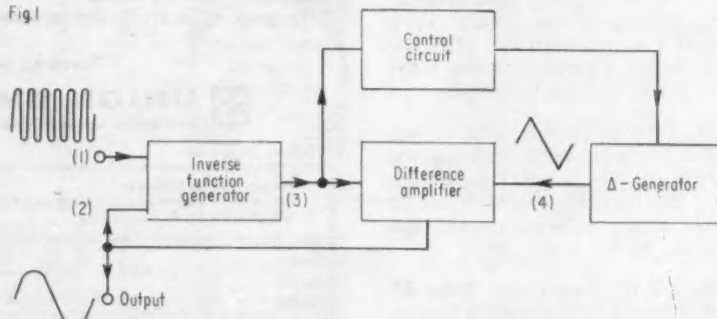 Fig.1
Control
circuit
(1)
Inverse
function
generator
(2)
(3)
Difference
amplifier
(4)
Δ-Generator
Output